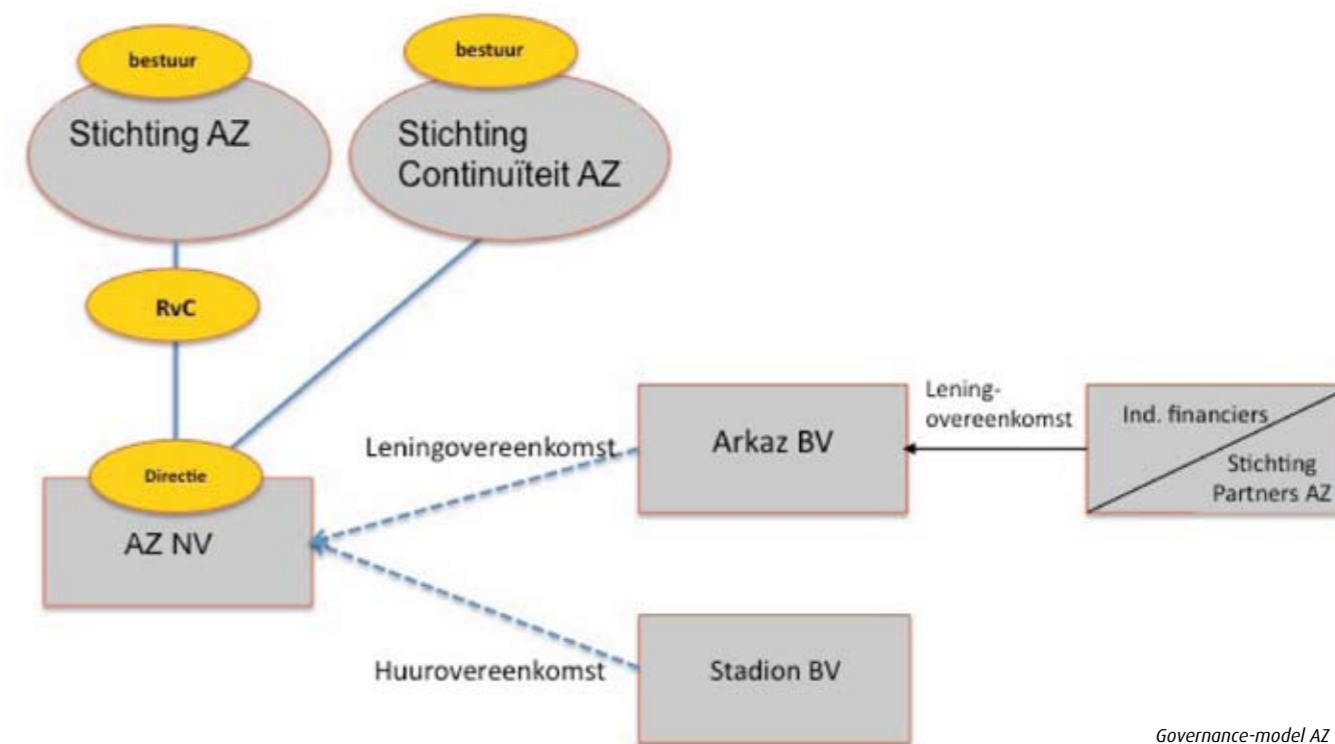 bestuur
Stichting AZ
bestuur
Stichting
Continuïteit AZ
RvC
Directie
AZ NV
Leningovereenkomst
Arkaz BV
Lening-
overeenkomst
Ind. financiers
Stichting
Partners AZ
Huurovereenkomst
Stadion BV
Governance-model AZ